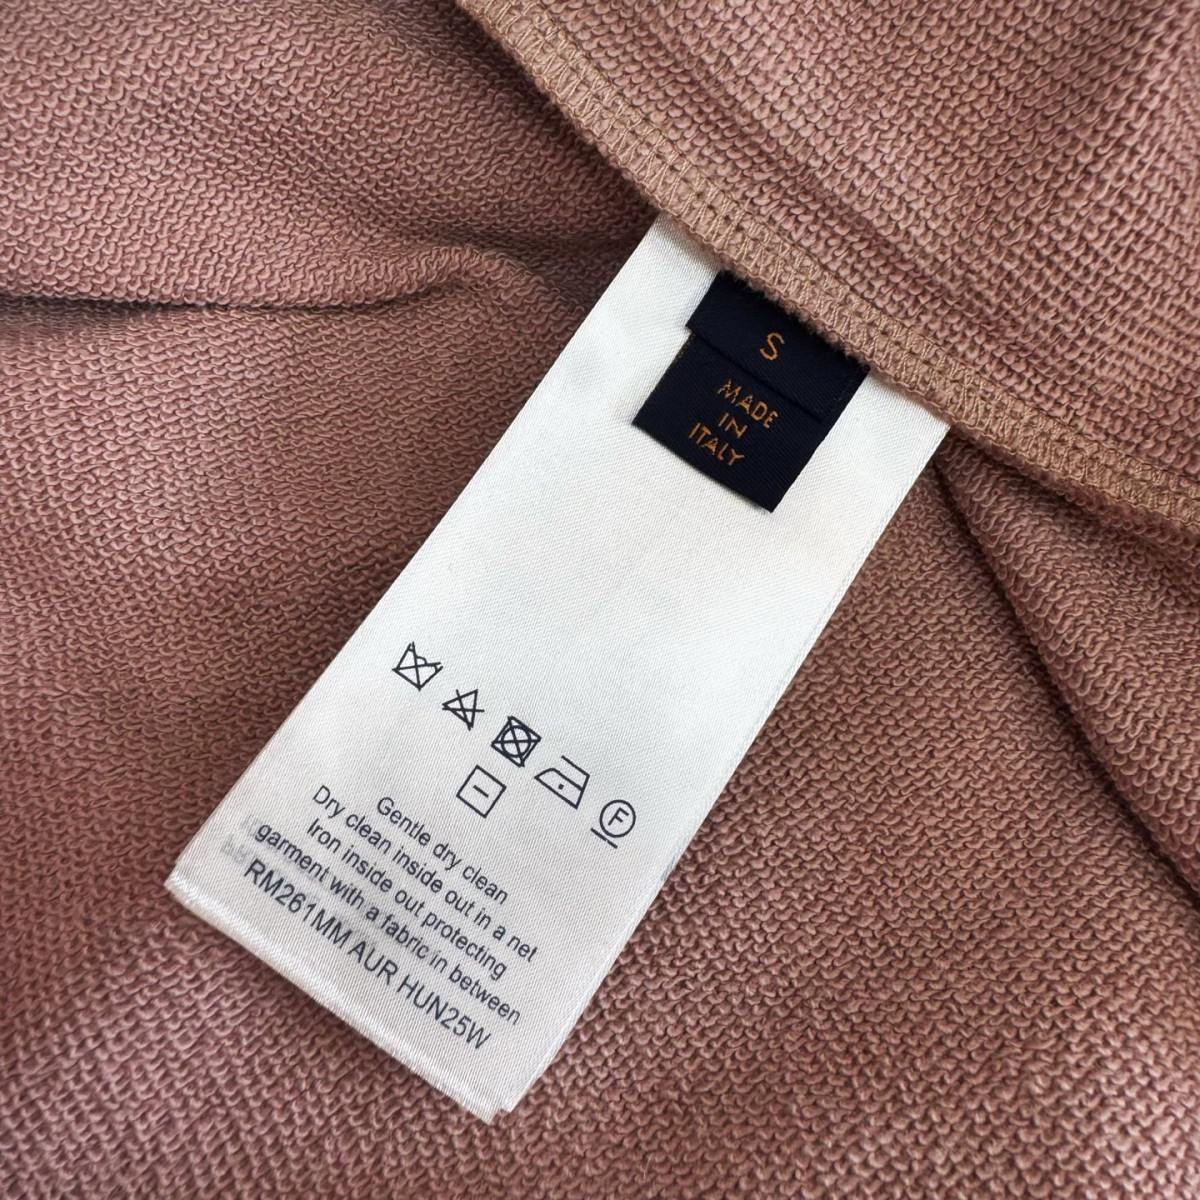 S
MADE
IN
ITALY
F
Gentle dry clean
Dry clean inside out in a net
Iron inside out protecting
garment with a fabric in between
RM261MM AUR HUN25W